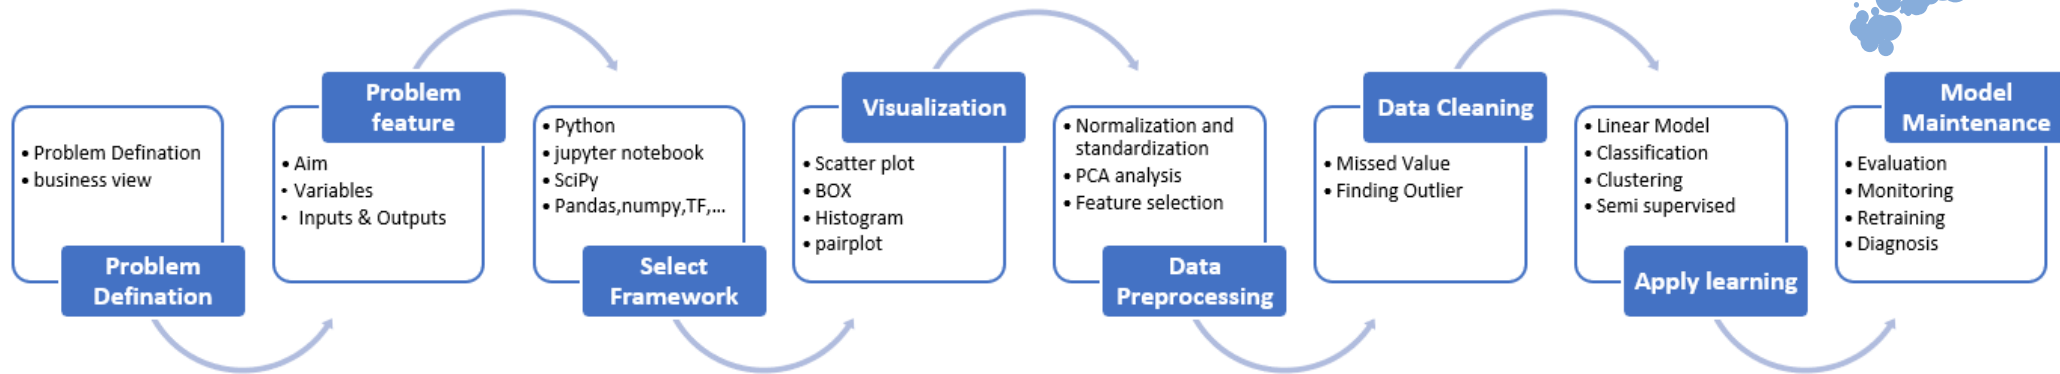 • Problem Defination
• business view
Problem
Defination
Problem
feature
• Aim
• Variables
• Inputs & Outputs
• Python
• jupyter notebook
• SciPy
• Pandas,numpy,TF,...
Select
Framework
Visualization
• Scatter plot
• BOX
• Histogram
• pairplot
• Normalization and
standardization
• PCA analysis
• Feature selection
Data
Preprocessing
Data Cleaning
• Missed Value
• Finding Outlier
• Linear Model
• Classification
• Clustering
• Semi supervised
Apply learning
Model
Maintenance
• Evaluation
• Monitoring
• Retraining
• Diagnosis